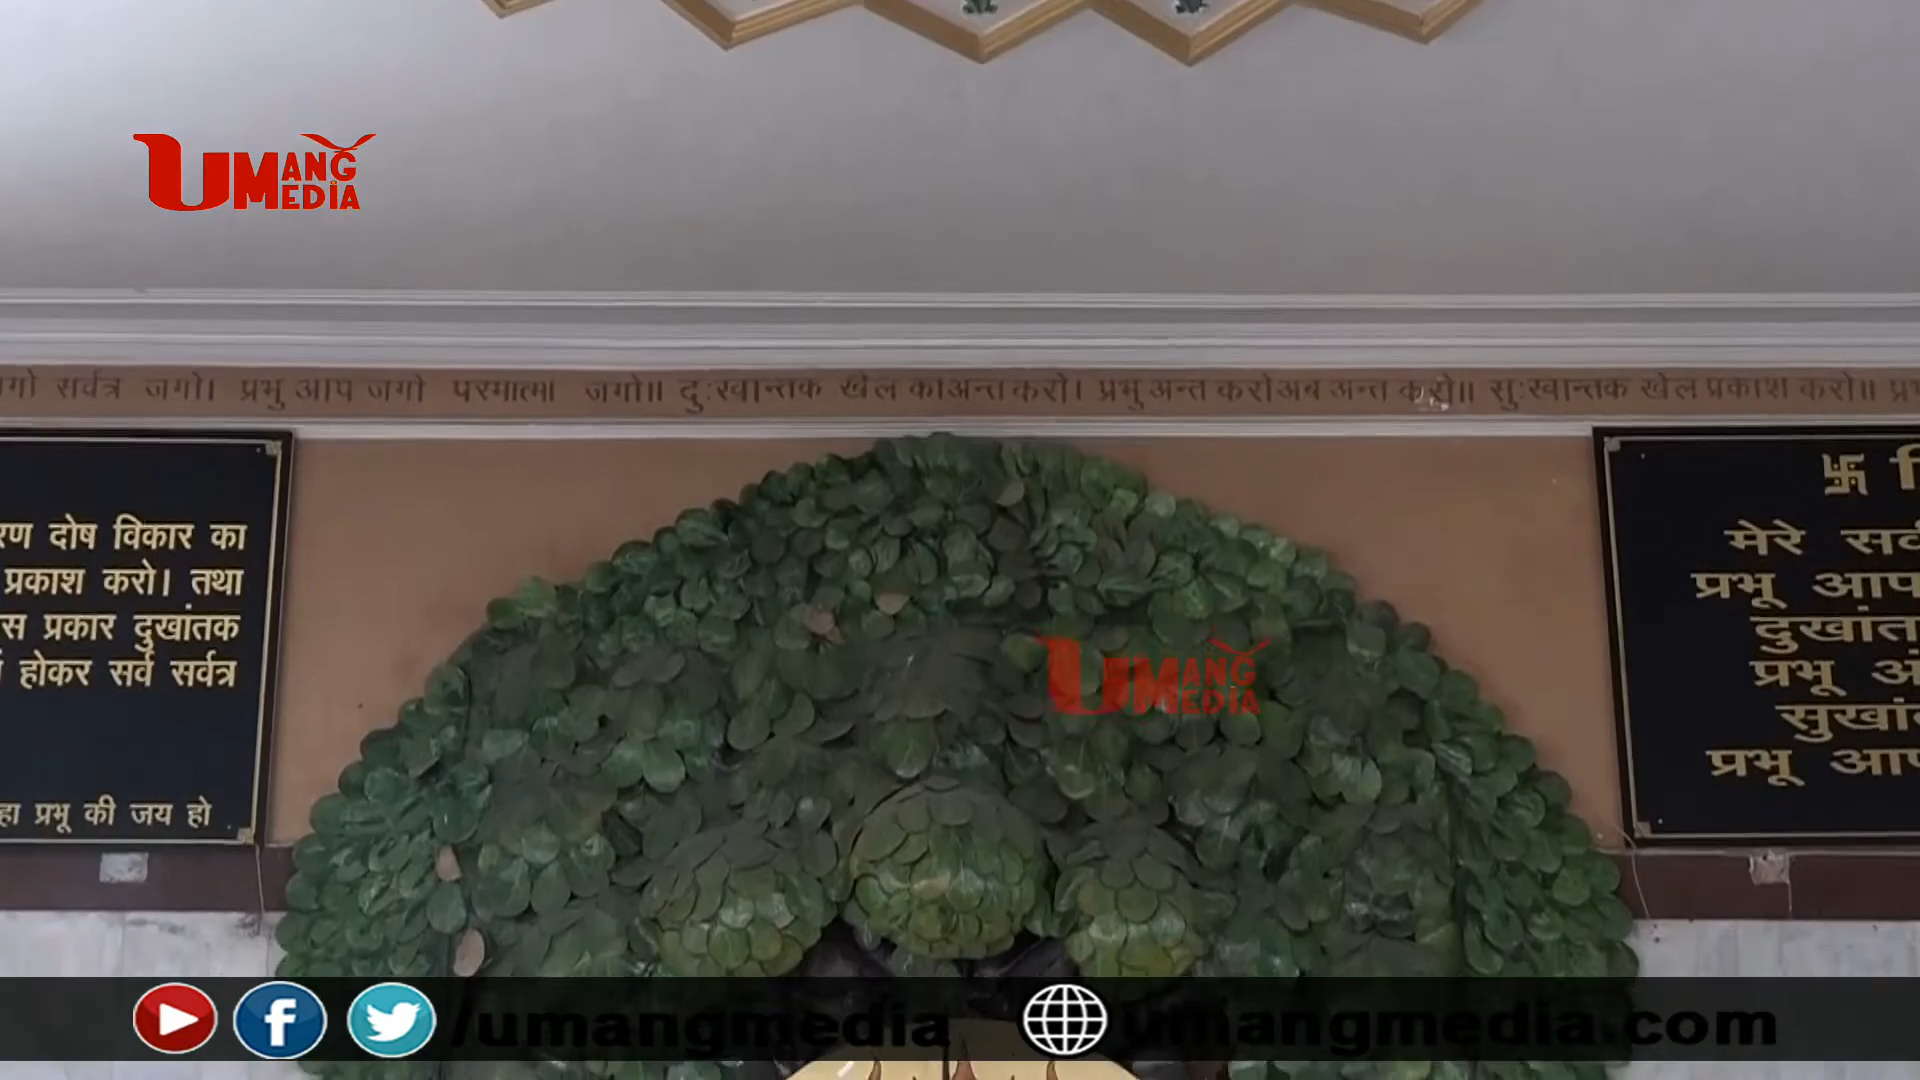 UMANG MEDIA
सर्वत्र जगो। प्रभु आप जगो परमात्मा जगो॥ दुःखान्तक खेल का अन्त करो। प्रभु अन्त करो अब अन्त करो॥ सुःखान्तक खेल प्रकाश करो॥
दोष विकार का
प्रकाश करो। तथा
प्रकार दुखांतक
होकर सर्व सर्वत्र
प्रभू की जय हो
卐
मेरे
प्रभू आप
प्रभू
प्रभू आप
UMANG MEDIA
/umangmedia
umangmedia.com